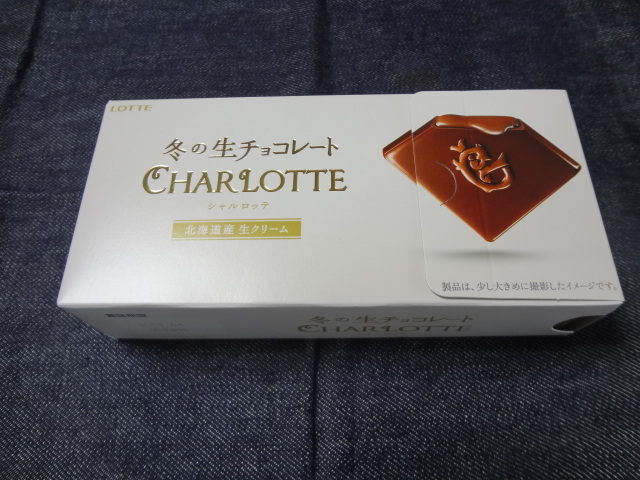 LOTTE
冬の生チョコレート
CHARLOTTE
シャルロッテ
北海道産 生クリーム
製品は、少し大きめに撮影したイメージです。
冬の生チョコレート
CHARLOTTE